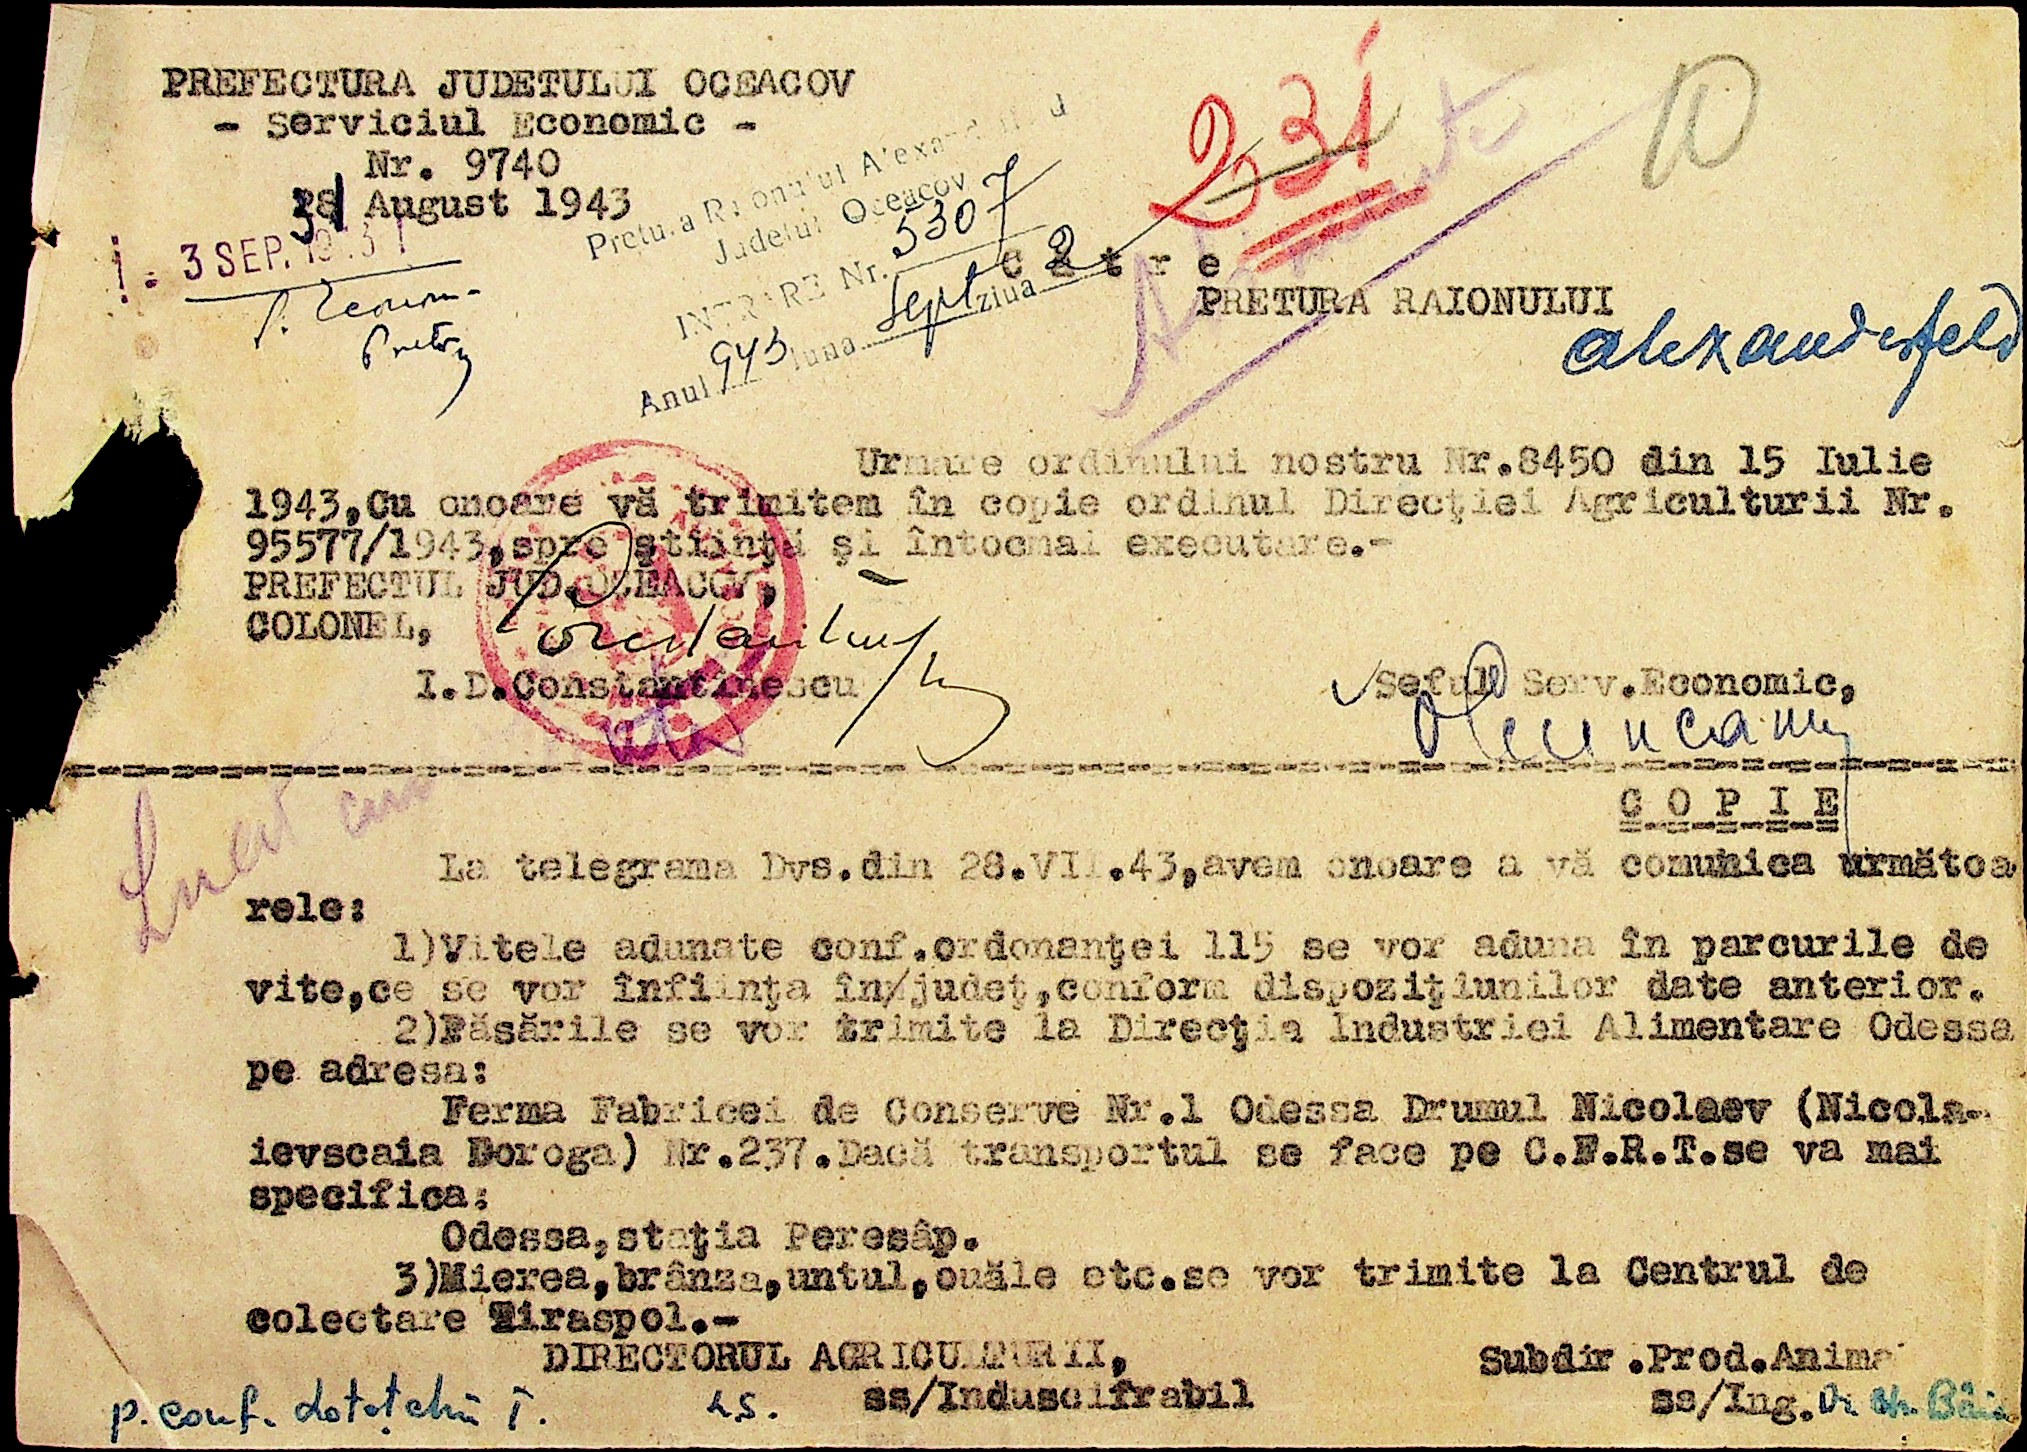 PREFECTURA JUDETULUI OCEACOV
- Serviciul Economic -
Nr. 9740
31 August 1943
3 SEP. 19
Pretura Raionului Alexanderfeld
Judetul Oceacov
INTRARE Nr. 5307
Anul 943 luna Sept ziua 2
231
Către
PRETURA RAIONULUI
Alexanderfeld
Urmare ordinului nostru Nr.8450 din 15 Iulie
1943,Cu onoare vă trimitem în copie ordinul Direcţiei Agriculturii Nr.
95577/1943,spre ştiinţă şi întocmai executare.-
PREFECTUL JUD.OCEACOV,
COLONEL,
I.D.Constantinescu
Seful Serv.Economic,
C O P I E
La telegrama Dvs.din 28.VII.43,avem onoare a vă comunica următoa
rele:
1)Vitele adunate conf.ordonanţei 115 se vor aduna în parcurile de
vite,ce se vor înfiinţa în/judeţ,conform dispoziţiunilor date anterior.
2)Păsările se vor trimite la Direcţia Industriei Alimentare Odessa
pe adresa:
Ferma Fabricei de Conserve Nr.1 Odessa Drumul Nicolaev (Nicola-
ievscaia Doroga) Nr.237.Dacă transportul se face pe C.F.R.T.se va mai
specifica:
Odessa,staţia Peresâp.
3)Mierea,brânza,untul,ouăle etc.se vor trimite la Centrul de
colectare Tiraspol.-
DIRECTORUL AGRICULTURII,
ss/Induscifrabil
Subdir.Prod.Anima
ss/Ing.
p. conf.
L.S.